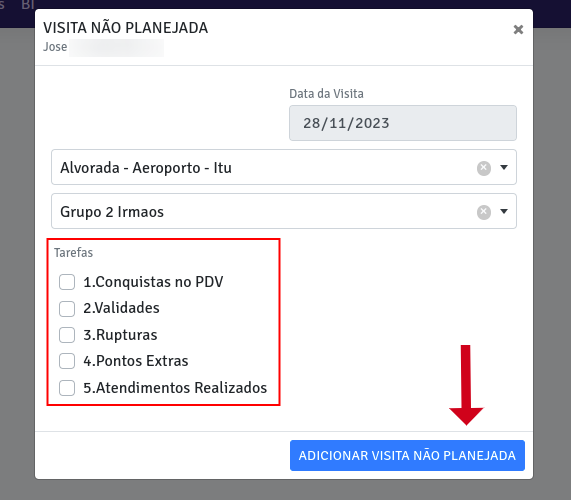 BI
VISITA NÃO PLANEJADA
Jose
Data da Visita
28/11/2023
Alvorada - Aeroporto - Itu
Grupo 2 Irmaos
Tarefas
1.Conquistas no PDV
2.Validades
3.Rupturas
4.Pontos Extras
5.Atendimentos Realizados
ADICIONAR VISITA NÃO PLANEJADA